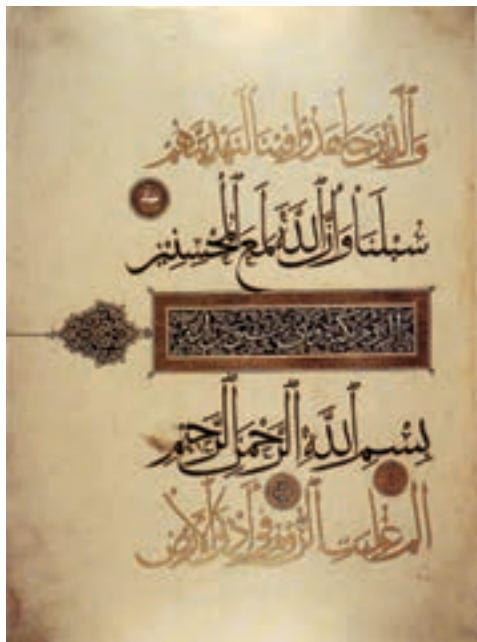 والذين جاهدوا فينا لنهدينهم
سبلنا وإن الله لمع المحسنين
بسم الله الرحمن الرحيم
الم غلبت الروم في أدنى الأرض